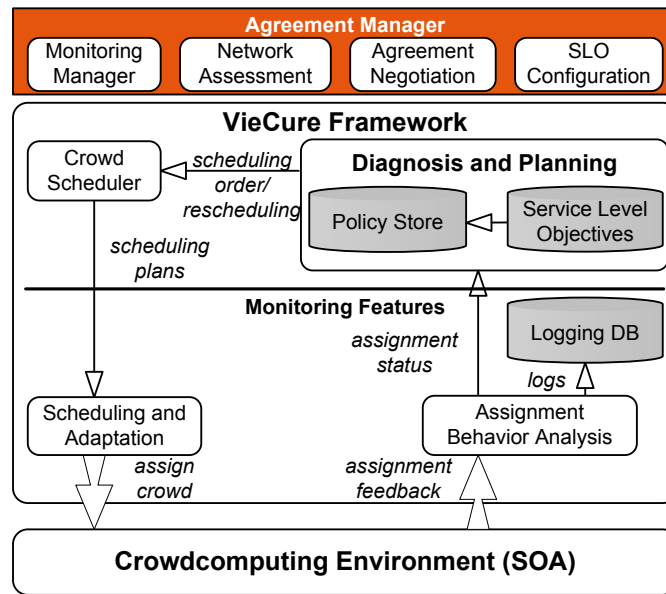 Agreement Manager
Monitoring
Manager
Network
Assessment
Agreement
Negotiation
SLO
Configuration
VieCure Framework
Crowd
Scheduler
scheduling
order/
rescheduling
Diagnosis and Planning
Policy Store
Service Level
Objectives
scheduling
plans
Monitoring Features
assignment
status
Logging DB
logs
Scheduling and
Adaptation
Assignment
Behavior Analysis
assign
crowd
assignment
feedback
Crowdcomputing Environment (SOA)